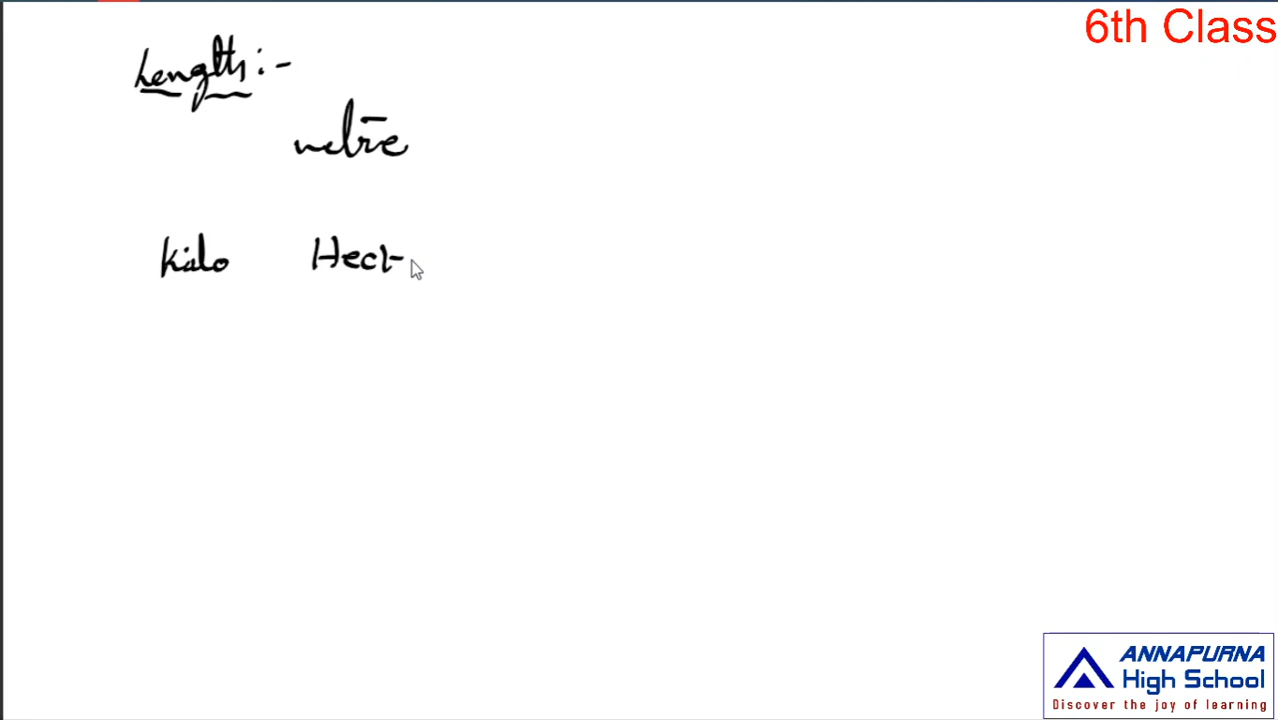 6th Class
Length:-
metre
Kilo Hect
ANNAPURNA
High School
Discover the joy of learning